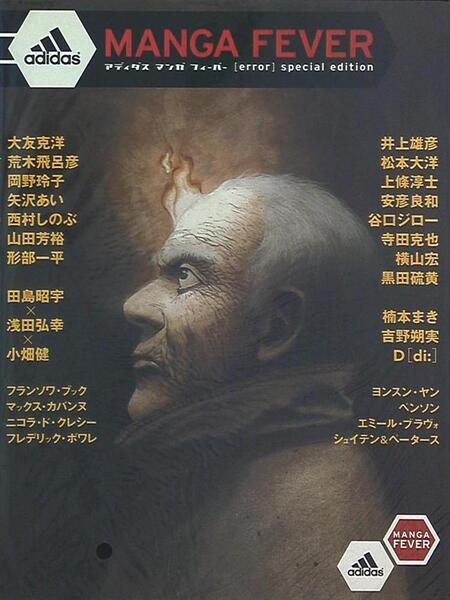 adidas
MANGA FEVER
アディダス マンガ フィーバー [error] special edition
大友克洋
荒木飛呂彦
岡野玲子
矢沢あい
西村しのぶ
山田芳裕
形部一平
田島昭宇
×
浅田弘幸
×
小畑健
フランソワ・ブック
マックス・カバンヌ
ニコラ・ド・クレシー
フレデリック・ボワレ
井上雄彦
松本大洋
上條淳士
安彦良和
谷口ジロー
寺田克也
横山宏
黒田硫黄
楠本まき
吉野朔実
D[di:]
ヨンスン・ヤン
ベンソン
エミール・ブラヴォ
シュイテン&ペータース
MANGA
FEVER
adidas